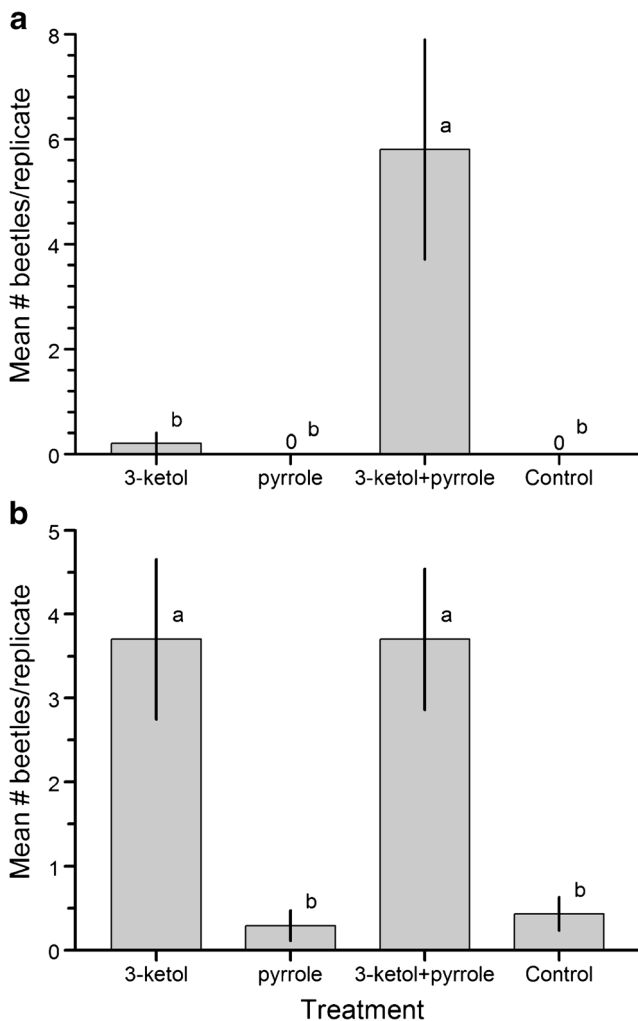 a
Mean # beetles/replicate
8
6
4
2
0
b
0 b
a
0 b
3-ketol pyrrole 3-ketol+pyrrole Control
b
Mean # beetles/replicate
5
4
3
2
1
0
a
b
a
b
3-ketol pyrrole 3-ketol+pyrrole Control
Treatment